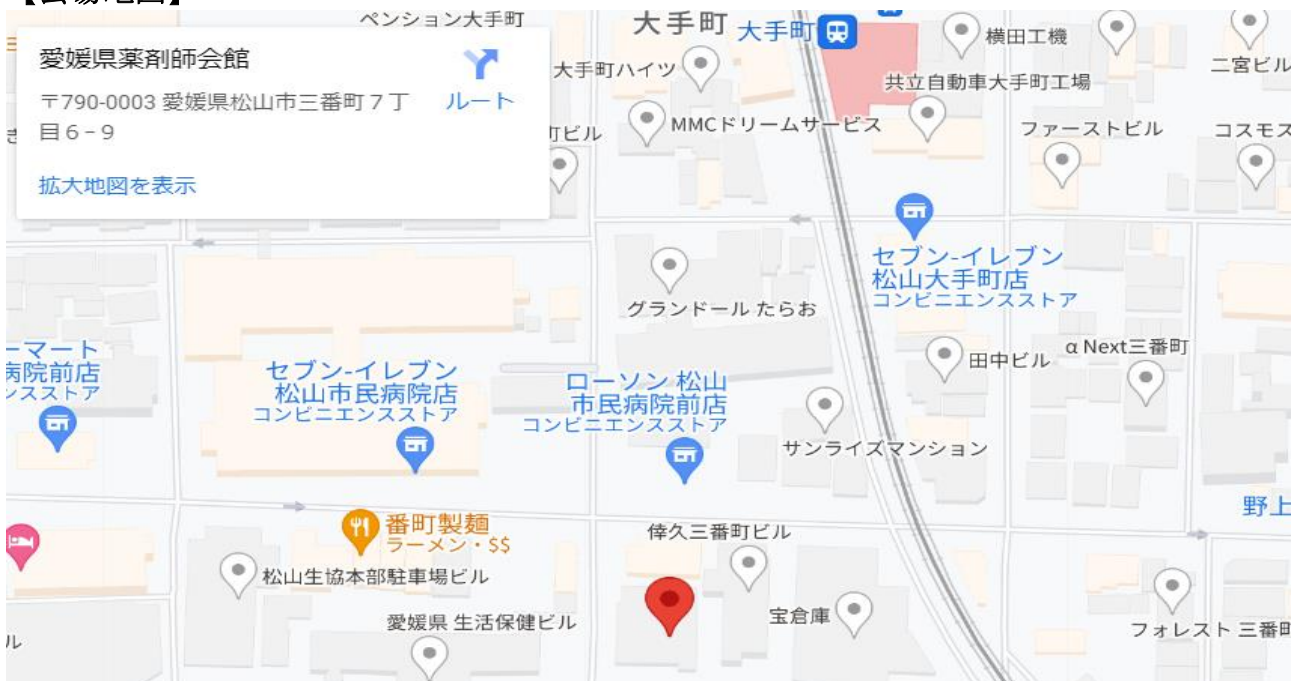 【会場地図】
愛媛県薬剤師会館
〒790-0003 愛媛県松山市三番町７丁
目６−９
ルート
拡大地図を表示
ペンション大手町
大手町
大手町
横田工機
二宮ビル
大手町ハイツ
共立自動車大手町工場
町ビル
MMCドリームサービス
ファーストビル
コスモス
セブン-イレブン
松山大手町店
コンビニエンスストア
グランドール たらお
ーマート
病院前店
ンスストア
セブン-イレブン
松山市民病院店
コンビニエンスストア
ローソン 松山
市民病院前店
コンビニエンスストア
田中ビル
α Next三番町
サンライズマンション
野上
番町製麺
ラーメン・$$
倖久三番町ビル
松山生協本部駐車場ビル
愛媛県 生活保健ビル
宝倉庫
フォレスト 三番町
ル